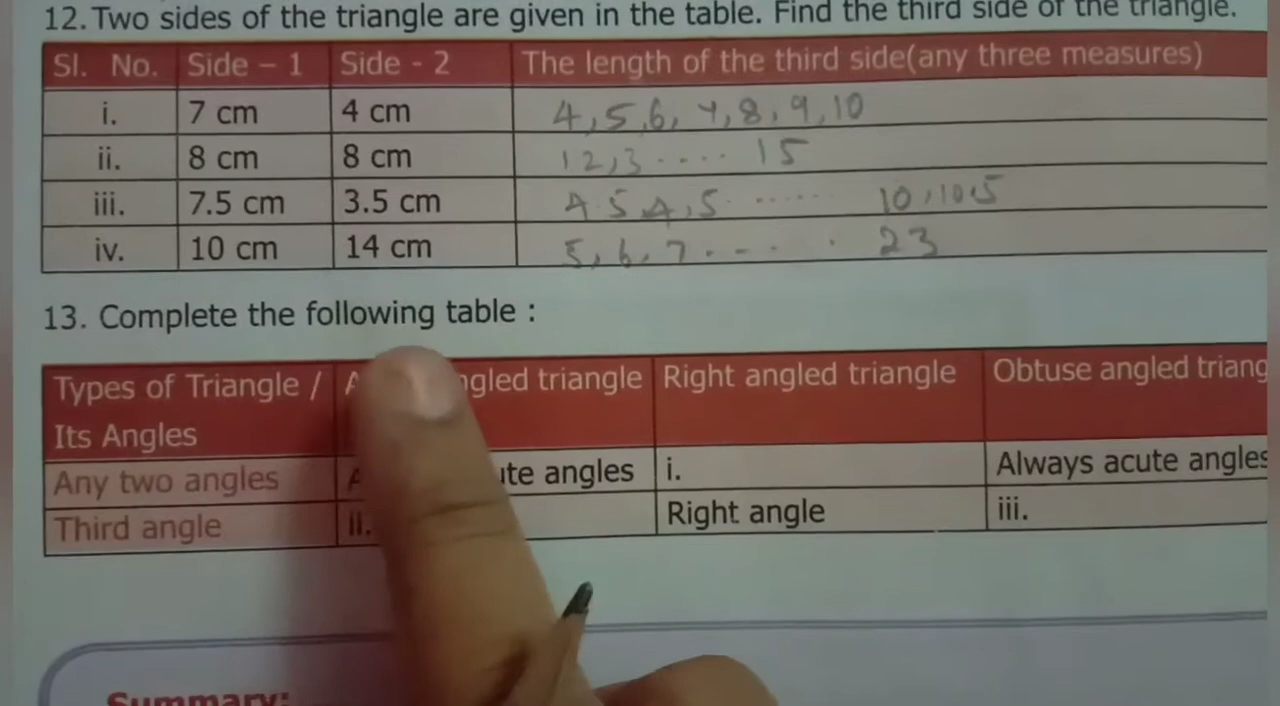 12. Two sides of the triangle are given in the table. Find the third side of the triangle.
Sl. No. Side – 1 Side - 2 The length of the third side(any three measures)
i. 7 cm 4 cm 4, 5, 6, 7, 8, 9, 10
ii. 8 cm 8 cm 1 2, 3 .... 15
iii. 7.5 cm 3.5 cm 4 5 4, 5 ...... 10, 10.5
iv. 10 cm 14 cm 5, 6, 7 .... 23
13. Complete the following table :
Types of Triangle / A ngled triangle Right angled triangle Obtuse angled triang
Its Angles
Any two angles A ute angles i. Always acute angles
Third angle ii. Right angle iii.
Summary: